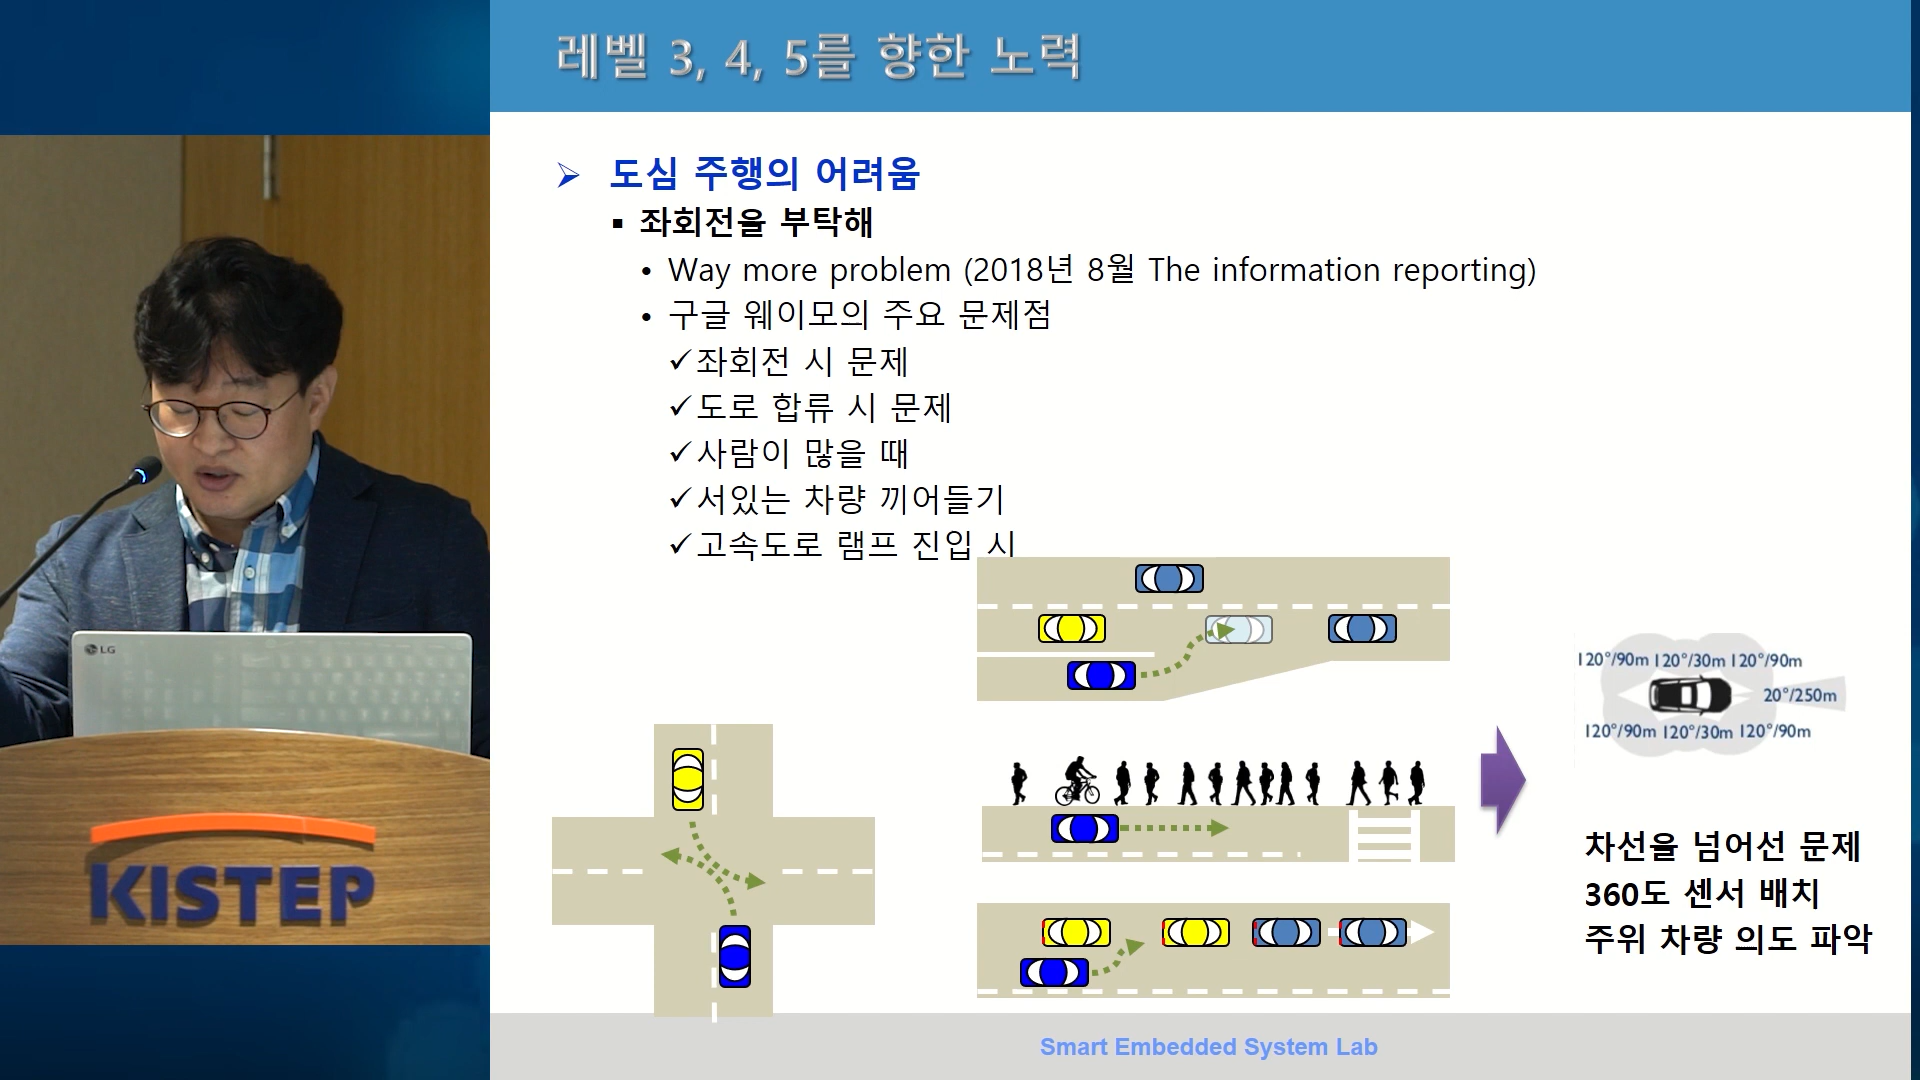 레벨 3, 4, 5를 향한 노력
➢ 도심 주행의 어려움
▪ 좌회전을 부탁해
• Way more problem (2018년 8월 The information reporting)
• 구글 웨이모의 주요 문제점
✓좌회전 시 문제
✓도로 합류 시 문제
✓사람이 많을 때
✓서있는 차량 끼어들기
✓고속도로 램프 진입 시
120°/90m 120°/30m 120°/90m
20°/250m
120°/90m 120°/30m 120°/90m
차선을 넘어선 문제
360도 센서 배치
주위 차량 의도 파악
Smart Embedded System Lab
LG
KISTEP